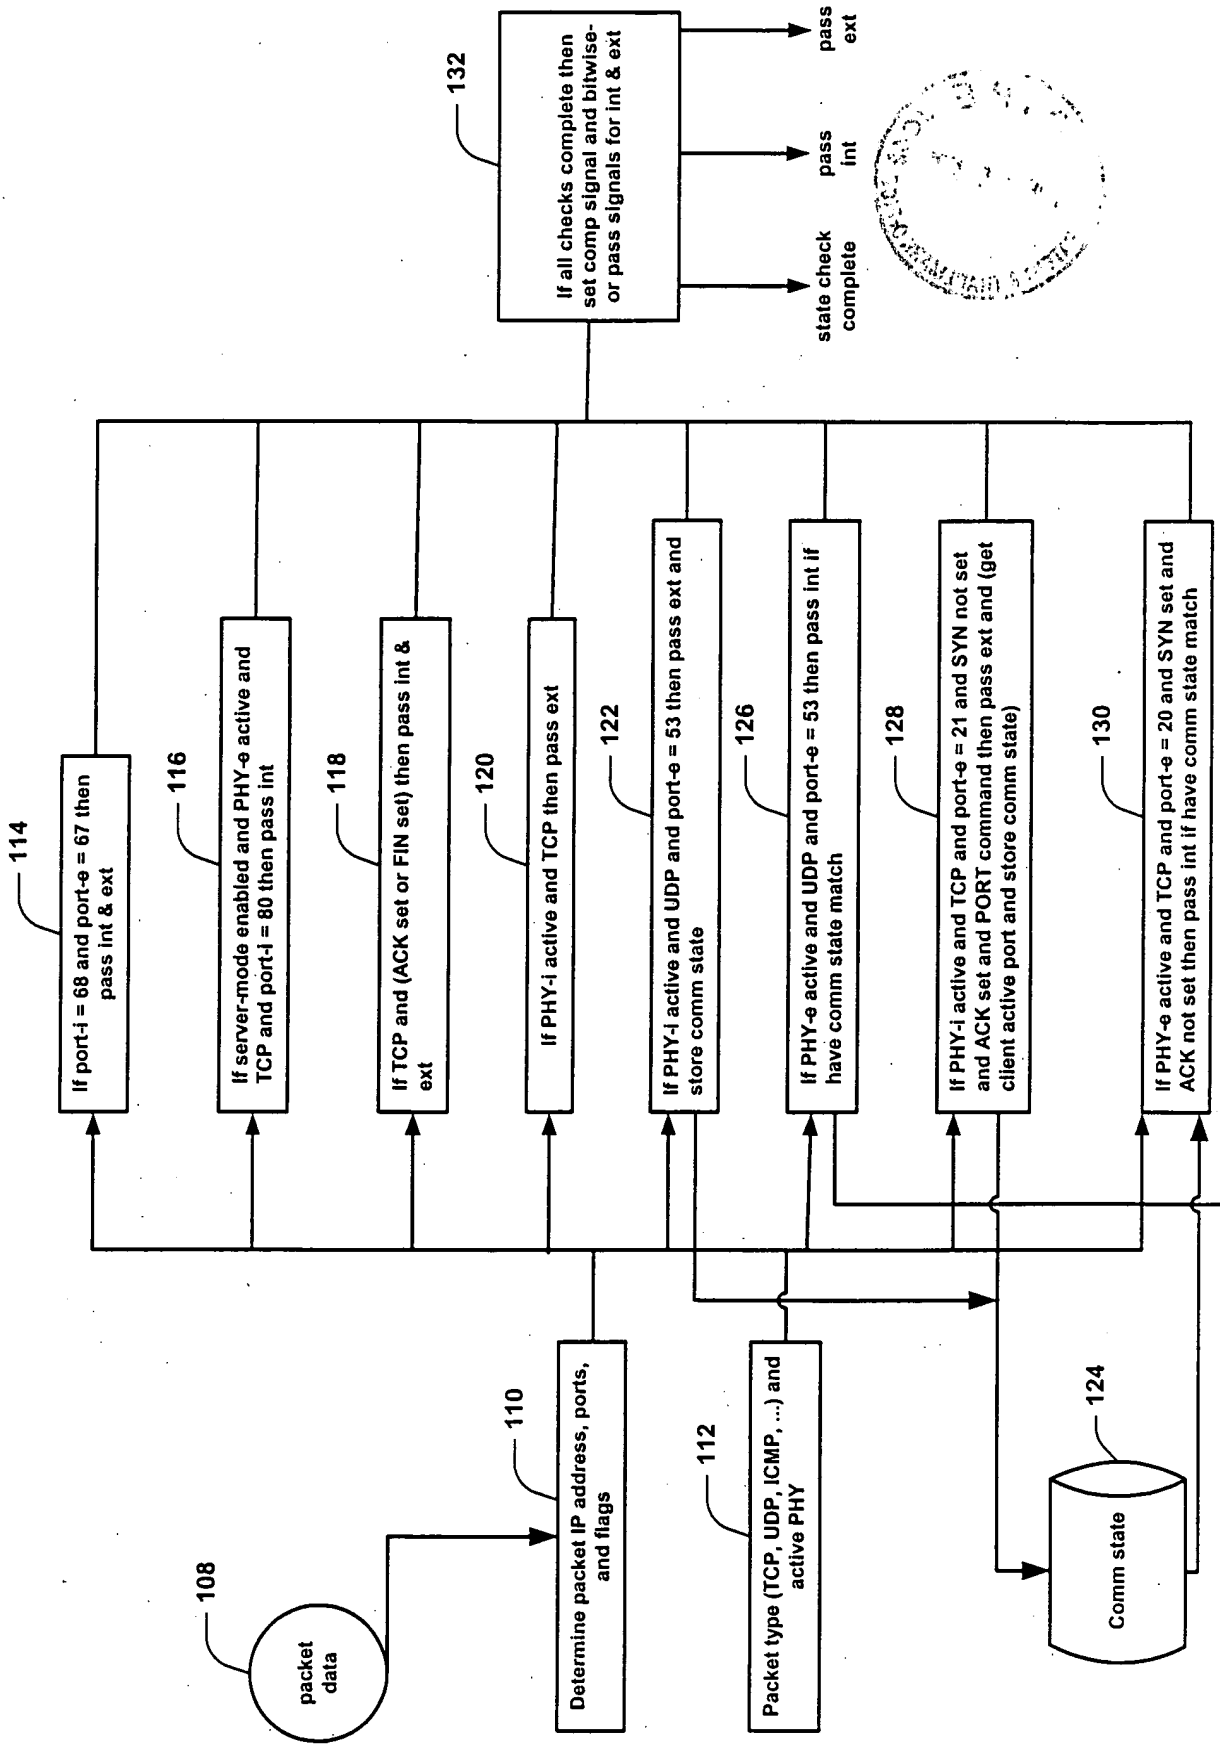 108
packet
data
110
Determine packet IP address, ports,
and flags
112
Packet type (TCP, UDP, ICMP, ...) and
active PHY
124
Comm state
114
If port-i = 68 and port-e = 67 then
pass int & ext
116
If server-mode enabled and PHY-e active and
TCP and port-i = 80 then pass int
118
If TCP and (ACK set or FIN set) then pass int &
ext
120
If PHY-i active and TCP then pass ext
122
If PHY-i active and UDP and port-e = 53 then pass ext and
store comm state
126
If PHY-e active and UDP and port-e = 53 then pass int if
have comm state match
128
If PHY-i active and TCP and port-e = 21 and SYN not set
and ACK set and PORT command then pass ext and (get
client active port and store comm state)
130
If PHY-e active and TCP and port-e = 20 and SYN set and
ACK not set then pass int if have comm state match
132
If all checks complete then
set comp signal and bitwise-
or pass signals for int & ext
state check
complete
pass
int
pass
ext